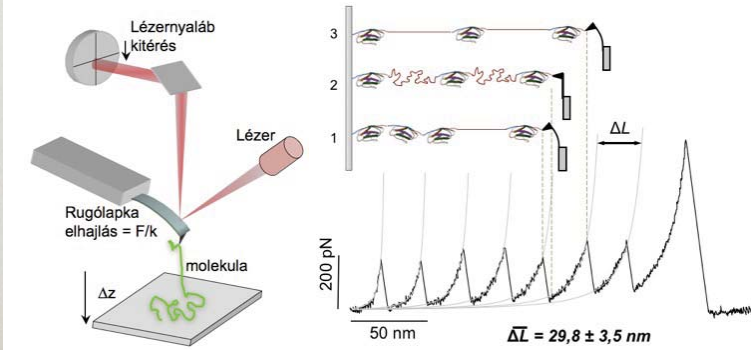 Lézernyaláb
kitérés
Lézer
Rugólapka
elhajlás = F/k
molekula
Δz
3
2
1
ΔL
200 pN
50 nm
ΔL = 29,8 ± 3,5 nm